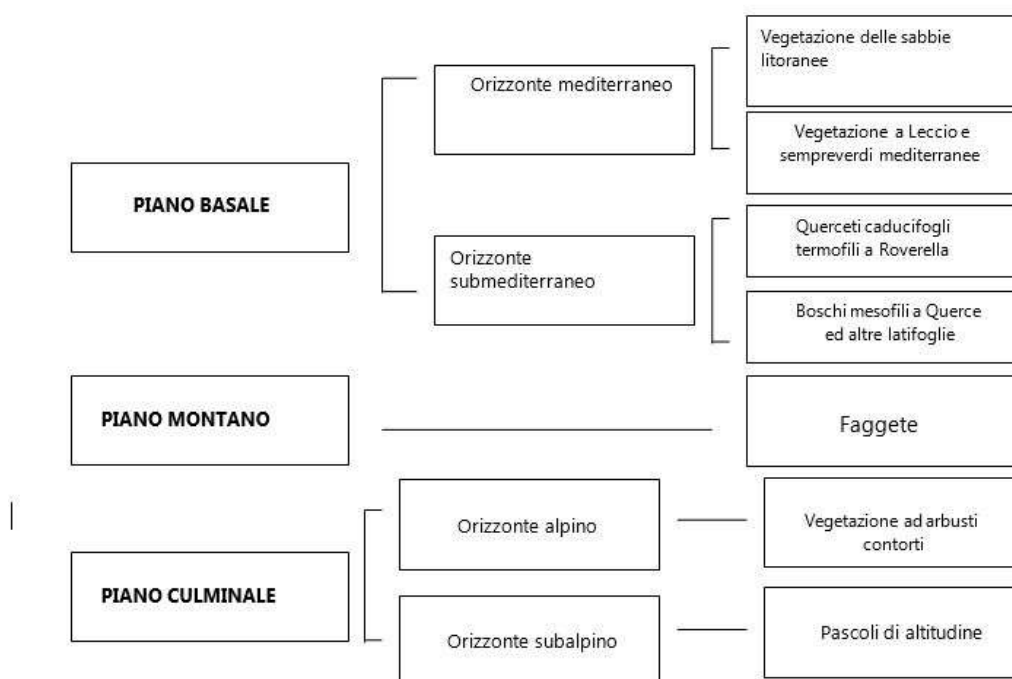 PIANO BASALE
Orizzonte mediterraneo
Vegetazione delle sabbie
litoranee
Vegetazione a Leccio e
sempreverdi mediterranee
Orizzonte
submediterraneo
Querceti caducifogli
termofili a Roverella
Boschi mesofili a Querce
ed altre latifoglie
PIANO MONTANO
Faggete
PIANO CULMINALE
Orizzonte alpino
Vegetazione ad arbusti
contorti
Orizzonte subalpino
Pascoli di altitudine